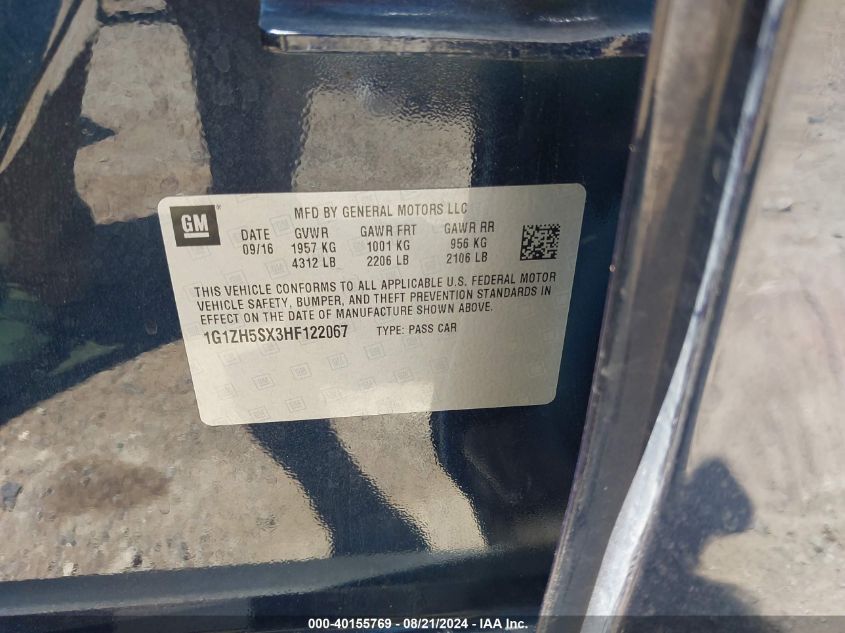 GM
MFD BY GENERAL MOTORS LLC
DATE GVWR GAWR FRT GAWR RR
09/16 1957 KG 1001 KG 956 KG
4312 LB 2206 LB 2106 LB
THIS VEHICLE CONFORMS TO ALL APPLICABLE U.S. FEDERAL MOTOR
VEHICLE SAFETY, BUMPER, AND THEFT PREVENTION STANDARDS IN
EFFECT ON THE DATE OF MANUFACTURE SHOWN ABOVE.
1G1ZH5SX3HF122067 TYPE: PASS CAR
000-40155769 - 08/21/2024 - IAA Inc.